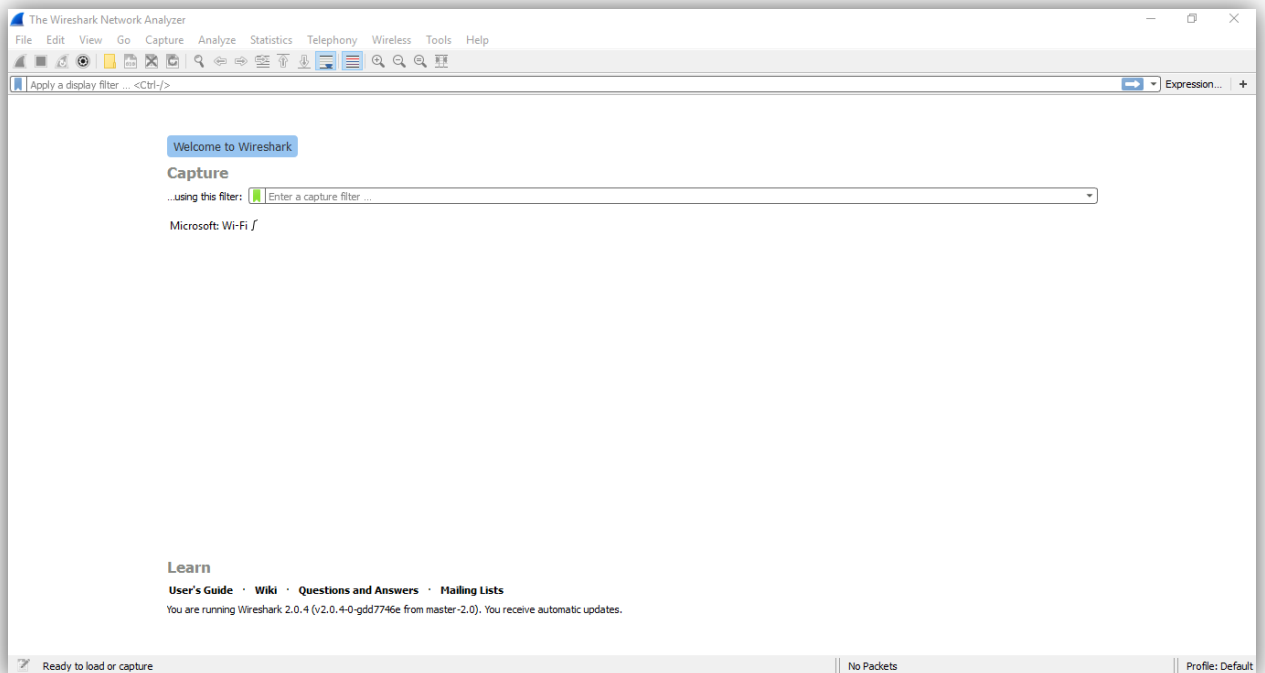 The Wireshark Network Analyzer
File Edit View Go Capture Analyze Statistics Telephony Wireless Tools Help
Apply a display filter ... <Ctrl-/> Expression... +
Welcome to Wireshark
Capture
...using this filter: Enter a capture filter ...
Microsoft: Wi-Fi ∫
Learn
User's Guide · Wiki · Questions and Answers · Mailing Lists
You are running Wireshark 2.0.4 (v2.0.4-0-gdd7746e from master-2.0). You receive automatic updates.
Ready to load or capture No Packets Profile: Default